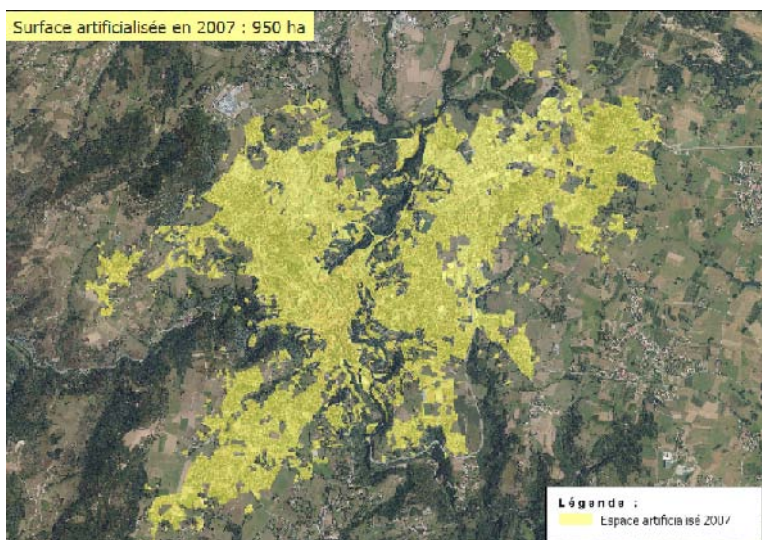 Surface artificialisée en 2007 : 950 ha
Légende :
Espace artificialisé 2007